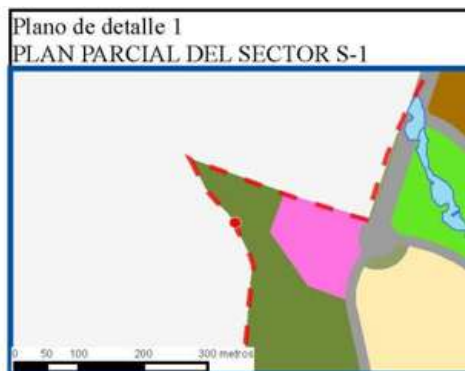 Plano de detalle 1
PLAN PARCIAL DEL SECTOR S-1
0 50 100 200 300 metros